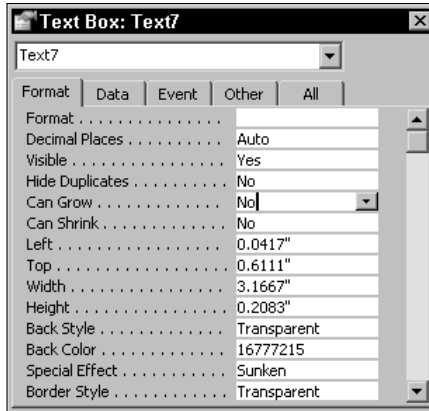 Text Box: Text7
Text7
Format Data Event Other All
Format . . . . . . . . . . . . . . .
Decimal Places . . . . . . . . . . Auto
Visible . . . . . . . . . . . . . . . . Yes
Hide Duplicates . . . . . . . . . No
Can Grow . . . . . . . . . . . . . No
Can Shrink . . . . . . . . . . . . . No
Left . . . . . . . . . . . . . . . . . . 0.0417"
Top . . . . . . . . . . . . . . . . . . 0.6111"
Width . . . . . . . . . . . . . . . . 3.1667"
Height . . . . . . . . . . . . . . . . 0.2083"
Back Style . . . . . . . . . . . . . Transparent
Back Color . . . . . . . . . . . . . 16777215
Special Effect . . . . . . . . . . . Sunken
Border Style . . . . . . . . . . . . Transparent